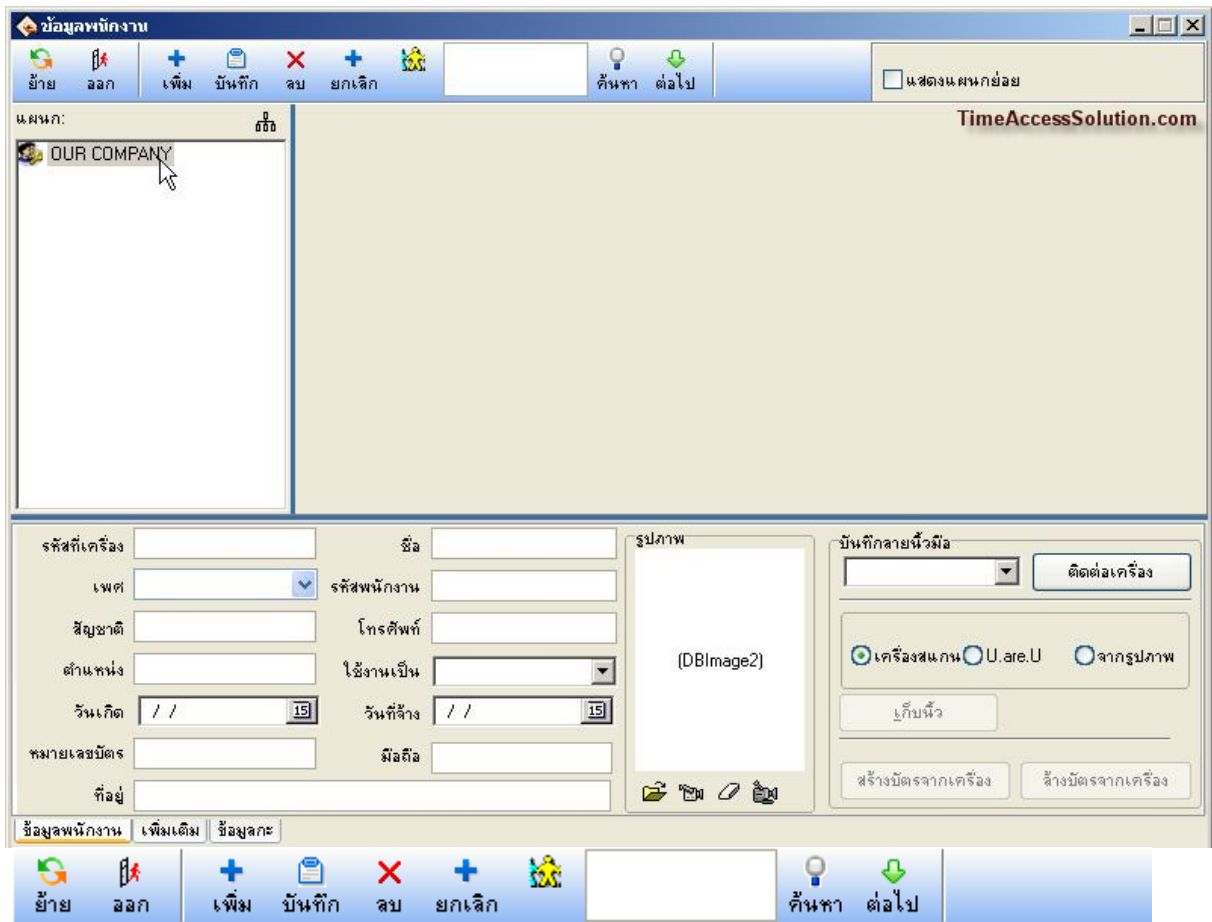 ข้อมูลพนักงาน
ย้าย ออก เพิ่ม บันทึก ลบ ยกเลิก ค้นหา ต่อไป แสดงแผนกย่อย
แผนก: TimeAccessSolution.com
OUR COMPANY
รหัสที่เครื่อง ชื่อ รูปภาพ บันทึกลายนิ้วมือ
ติดต่อเครื่อง
เพศ รหัสพนักงาน
สัญชาติ โทรศัพท์
ตำแหน่ง ใช้งานเป็น (DBImage2) เครื่องสแกน U.are.U จากรูปภาพ
วันเกิด / / 15 วันที่จ้าง / / 15 เก็บนิ้ว
หมายเลขบัตร มือถือ
ที่อยู่ สร้างบัตรจากเครื่อง ล้างบัตรจากเครื่อง
ข้อมูลพนักงาน เพิ่มเติม ข้อมูลกะ
ย้าย ออก เพิ่ม บันทึก ลบ ยกเลิก ค้นหา ต่อไป